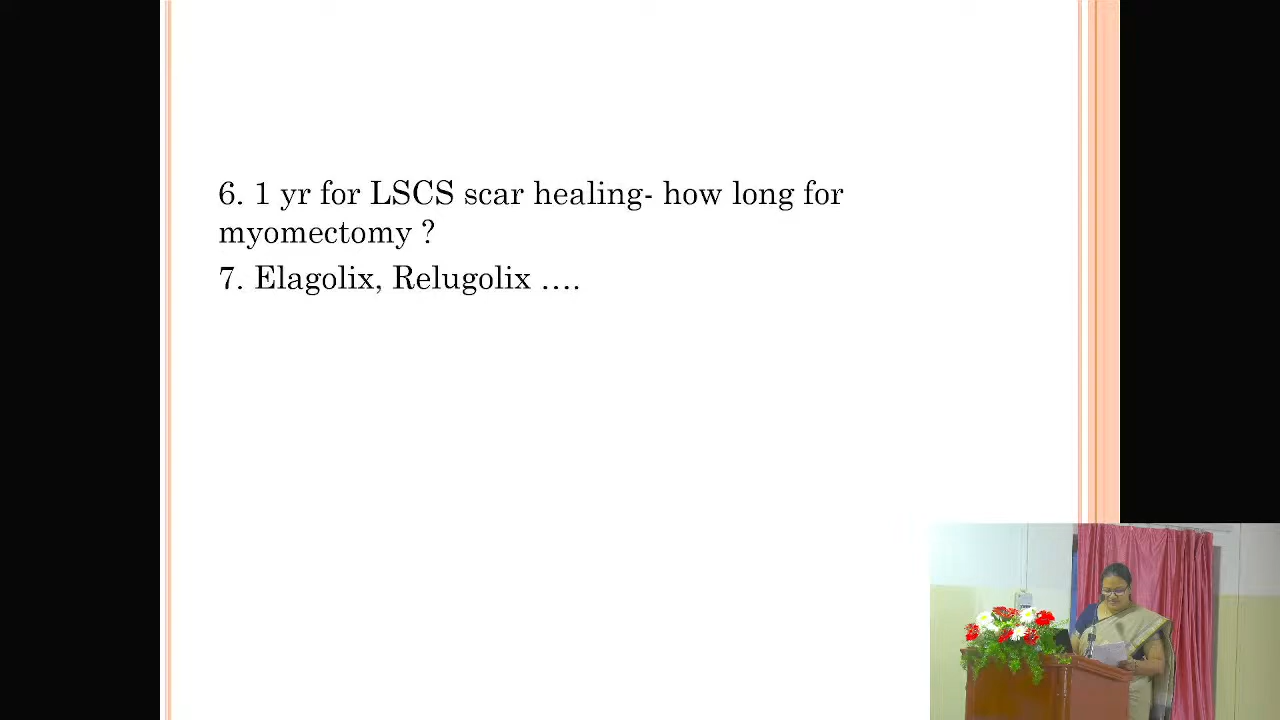 6. 1 yr for LSCS scar healing- how long for
myomectomy ?
7. Elagolix, Relugolix ….